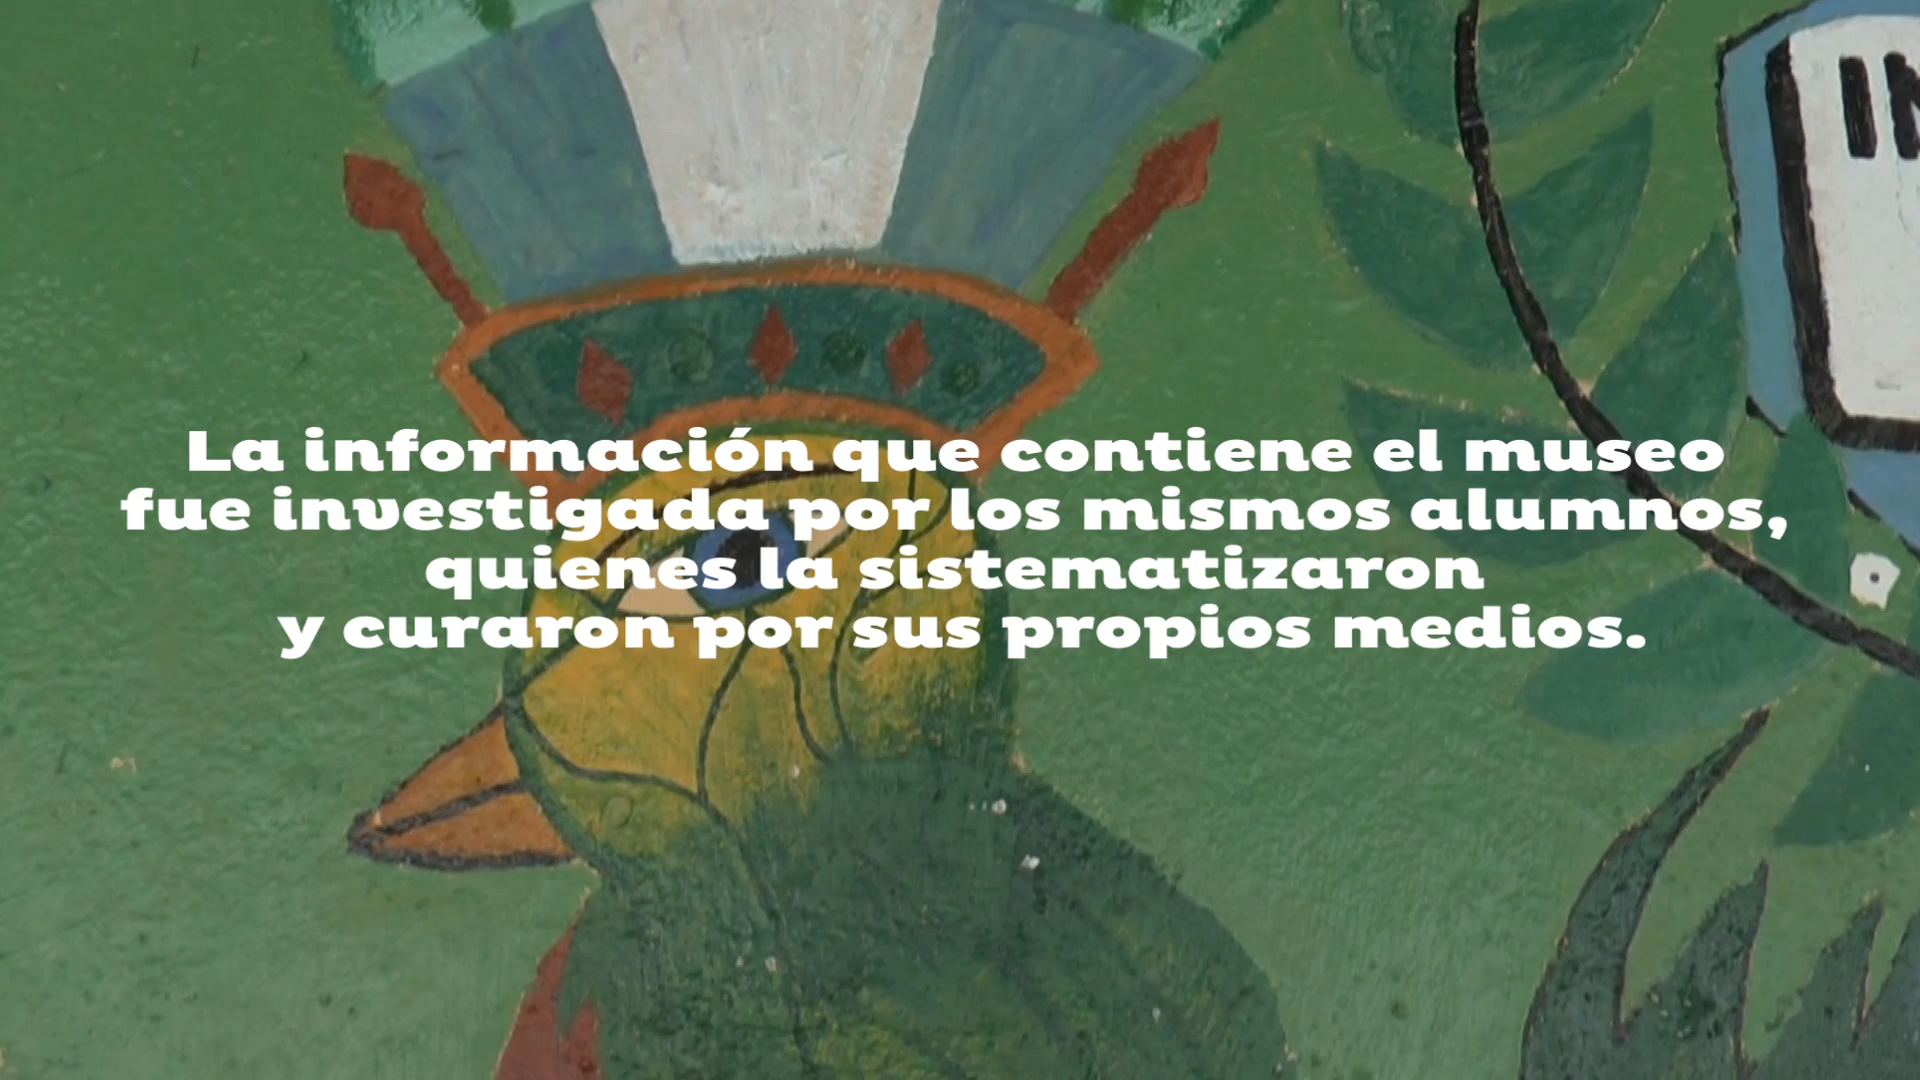 IN
La información que contiene el museo
fue investigada por los mismos alumnos,
quienes la sistematizaron
y curaron por sus propios medios.